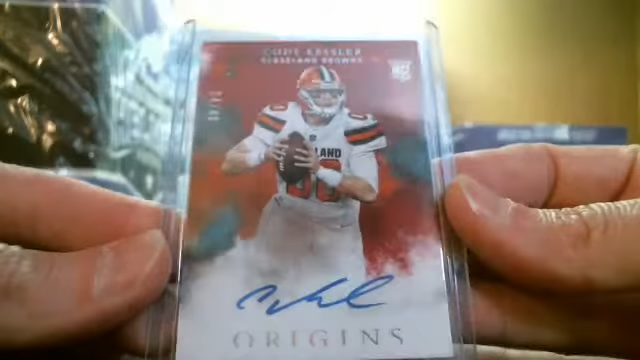 CODY KESSLER
CLEVELAND BROWNS
RC
LAND
ORIGINS